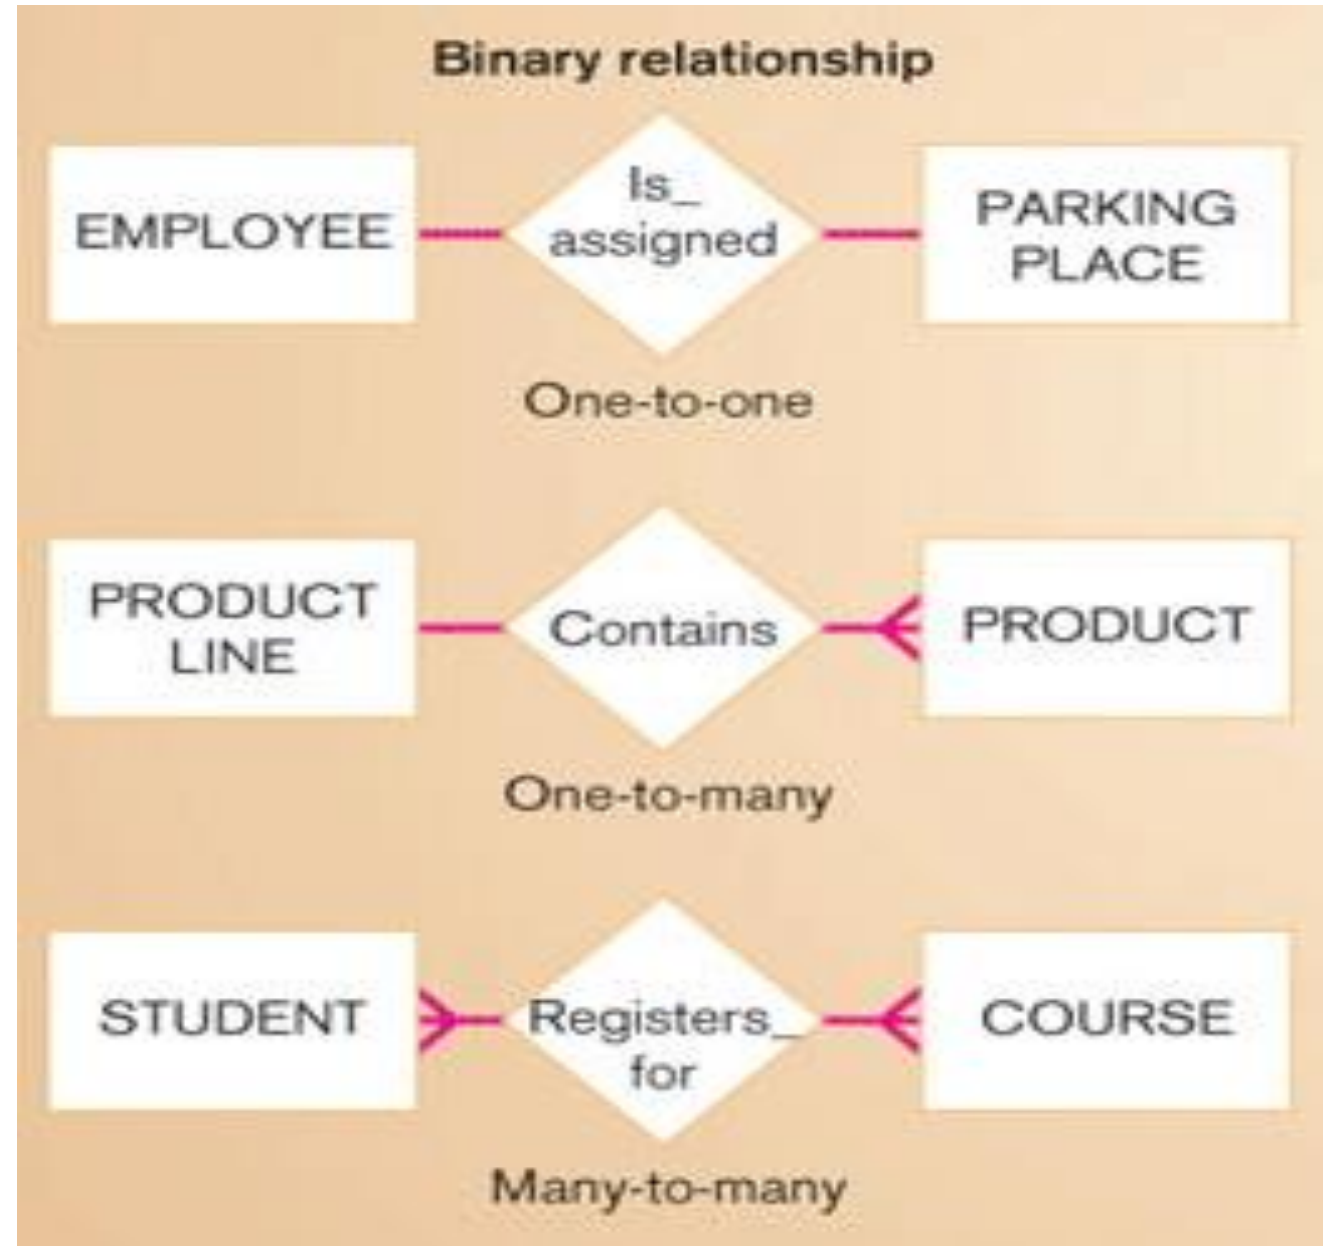 Binary relationship
EMPLOYEE
Is_
assigned
PARKING
PLACE
One-to-one
PRODUCT
LINE
Contains
PRODUCT
One-to-many
STUDENT
Registers_
for
COURSE
Many-to-many